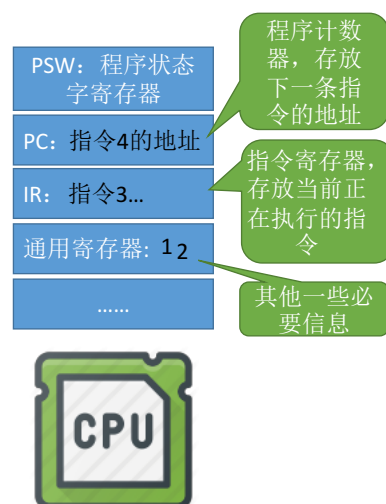 程序计数
器，存放
下一条指
令的地址
PSW：程序状态
字寄存器
PC：指令4的地址
指令寄存器，
存放当前正
在执行的指
令
IR： 指令3...
通用寄存器: 12
其他一些必
要信息
……
CPU